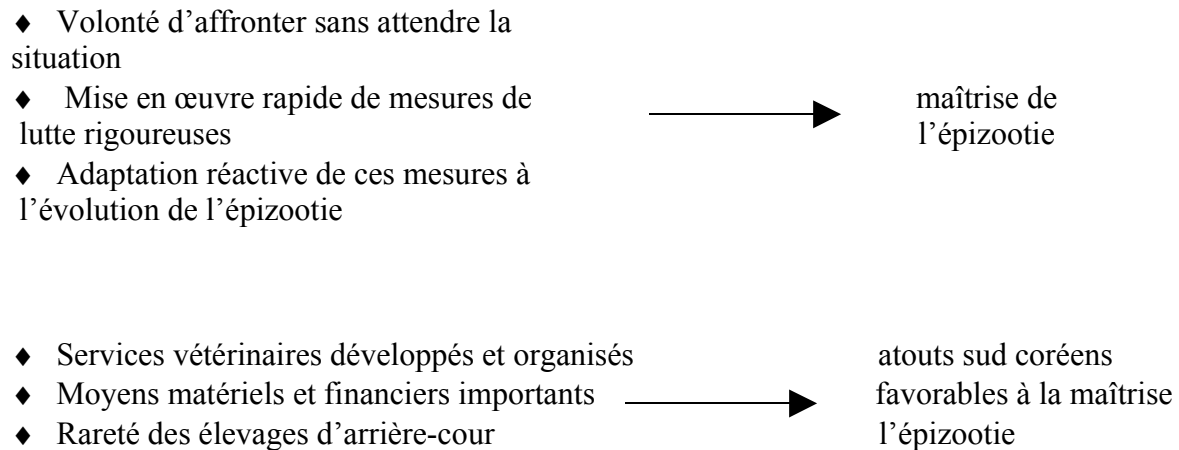 ♦ Volonté d'affronter sans attendre la
situation
♦ Mise en œuvre rapide de mesures de
lutte rigoureuses
♦ Adaptation réactive de ces mesures à
l'évolution de l'épizootie
maîtrise de
l'épizootie
♦ Services vétérinaires développés et organisés
♦ Moyens matériels et financiers importants
♦ Rareté des élevages d'arrière-cour
atouts sud coréens
favorables à la maîtrise
l'épizootie